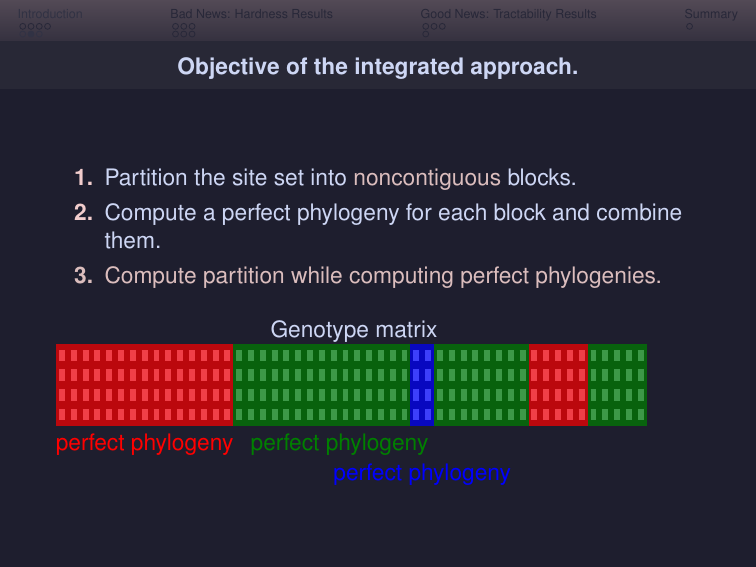 Introduction Bad News: Hardness Results Good News: Tractability Results Summary
Objective of the integrated approach.
1. Partition the site set into noncontiguous blocks.
2. Compute a perfect phylogeny for each block and combine
them.
3. Compute partition while computing perfect phylogenies.
Genotype matrix
perfect phylogeny perfect phylogeny
perfect phylogeny